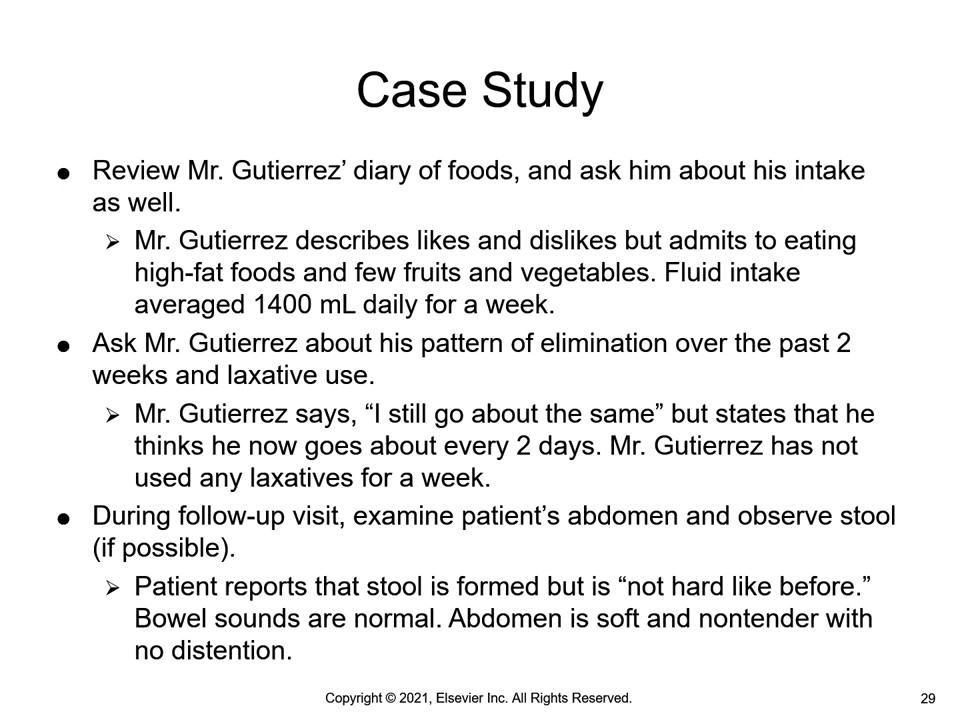 Case Study
● Review Mr. Gutierrez’ diary of foods, and ask him about his intake
as well.
➢ Mr. Gutierrez describes likes and dislikes but admits to eating
high-fat foods and few fruits and vegetables. Fluid intake
averaged 1400 mL daily for a week.
● Ask Mr. Gutierrez about his pattern of elimination over the past 2
weeks and laxative use.
➢ Mr. Gutierrez says, “I still go about the same” but states that he
thinks he now goes about every 2 days. Mr. Gutierrez has not
used any laxatives for a week.
● During follow-up visit, examine patient’s abdomen and observe stool
(if possible).
➢ Patient reports that stool is formed but is “not hard like before.”
Bowel sounds are normal. Abdomen is soft and nontender with
no distention.
Copyright © 2021, Elsevier Inc. All Rights Reserved.
29